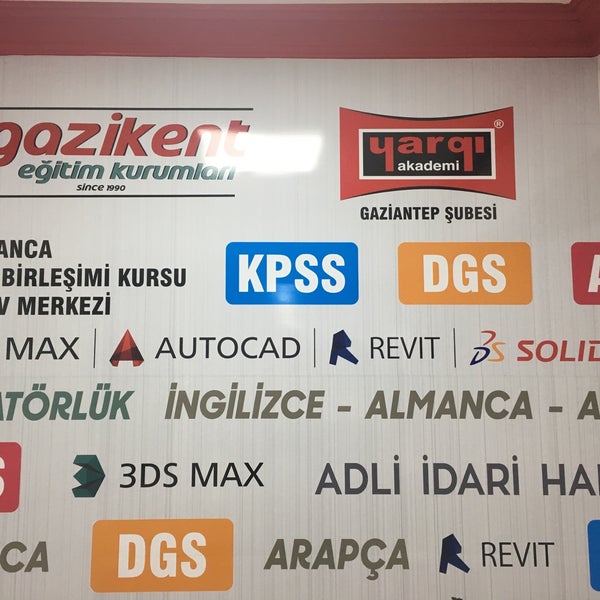 gazikent
eğitim kurumları
since 1990
yargı ®
akademi
GAZİANTEP ŞUBESİ
ANCA
BİRLEŞİMİ KURSU
V MERKEZİ
KPSS
DGS
A
MAX | AUTOCAD | REVIT | 3DS SOLID
ATÖRLÜK İNGİLİZCE - ALMANCA - A
S 3DS MAX ADLİ İDARİ HA
CA DGS ARAPÇA REVIT